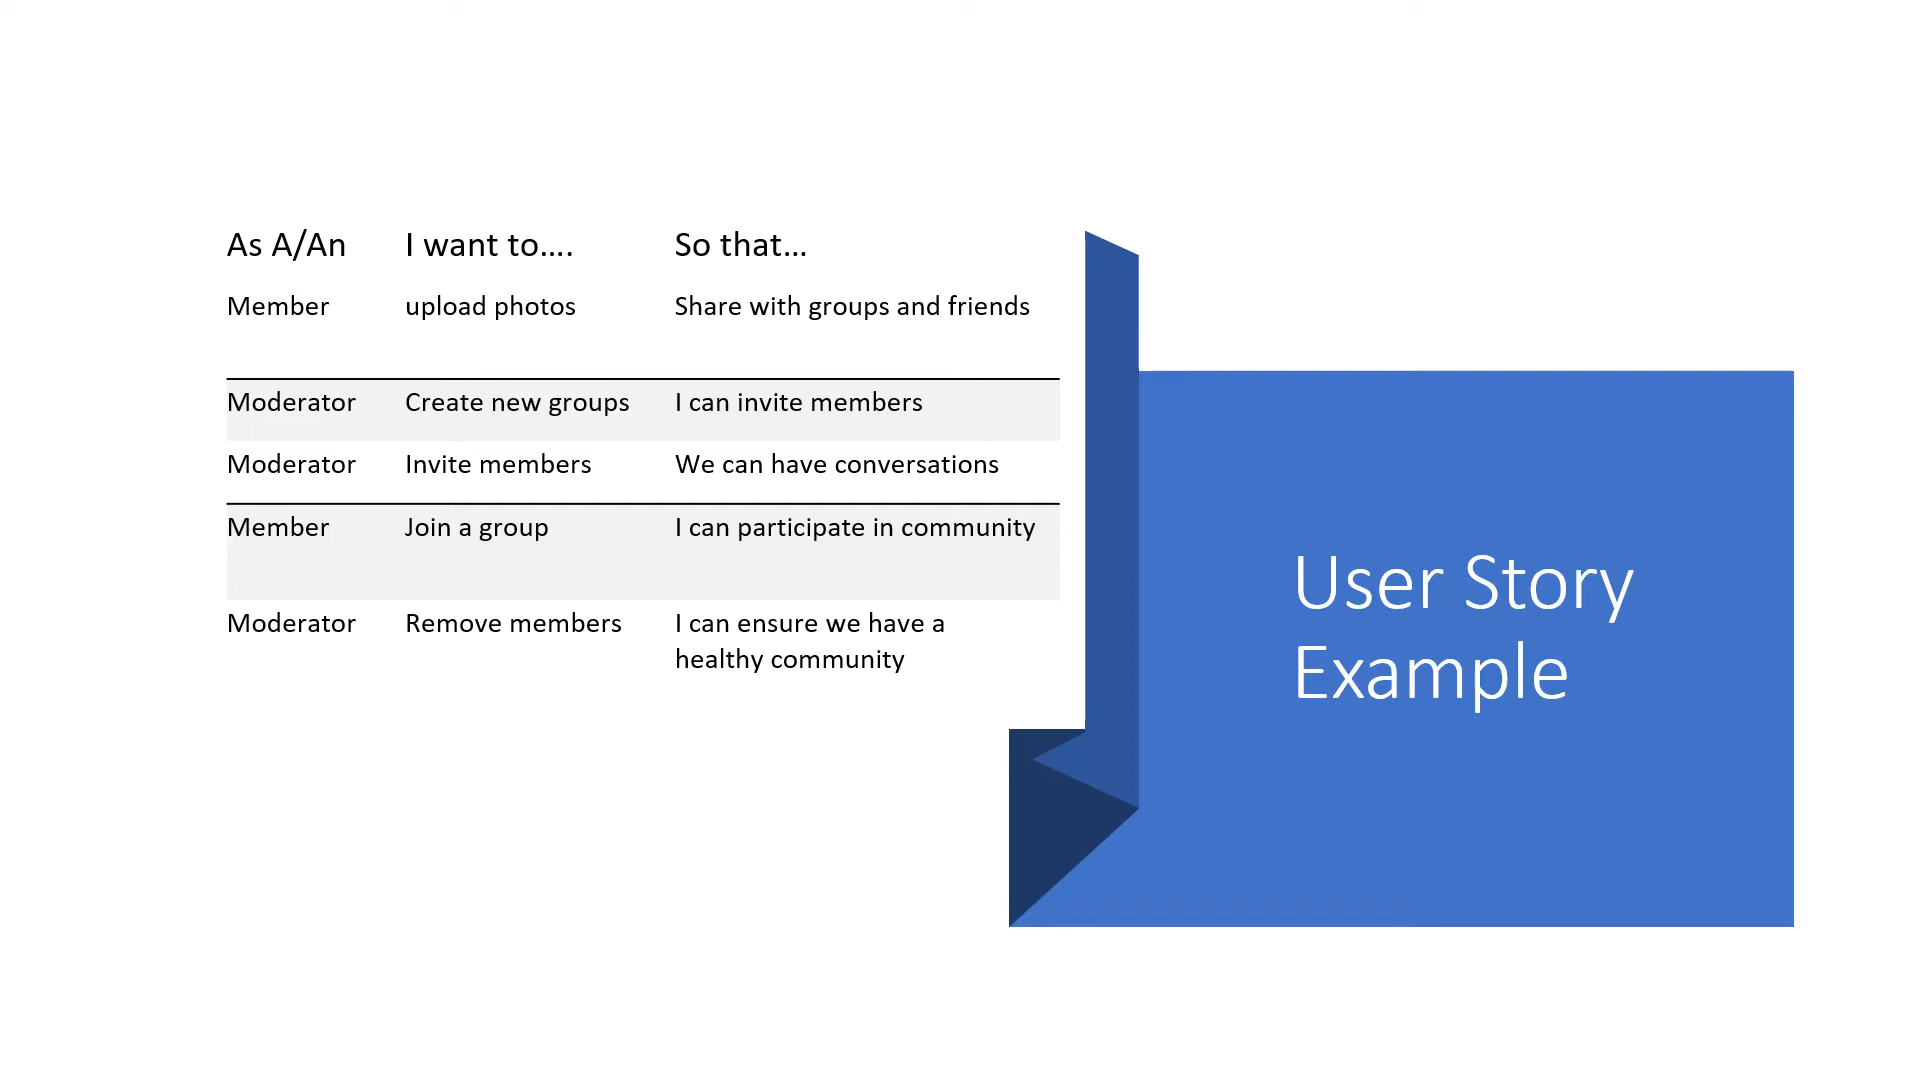 As A/An I want to.... So that...
Member upload photos Share with groups and friends
Moderator Create new groups I can invite members
Moderator Invite members We can have conversations
Member Join a group I can participate in community
Moderator Remove members I can ensure we have a
healthy community
User Story
Example